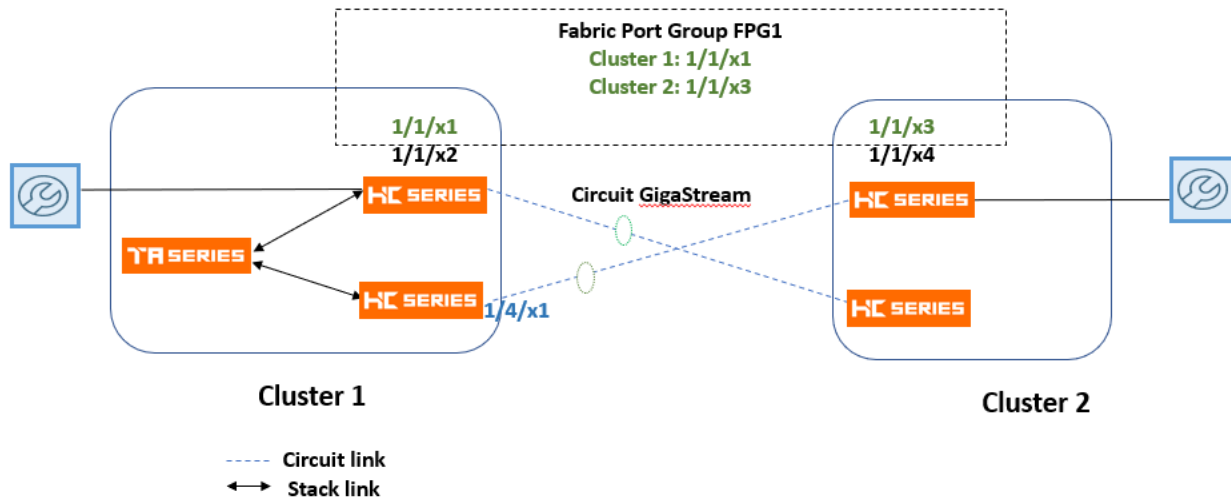 Fabric Port Group FPG1
Cluster 1: 1/1/x1
Cluster 2: 1/1/x3
1/1/x1
1/1/x2
1/1/x3
1/1/x4
HC SERIES
Circuit GigaStream
HC SERIES
TA SERIES
HC SERIES
1/4/x1
HC SERIES
Cluster 1
Cluster 2
Circuit link
Stack link